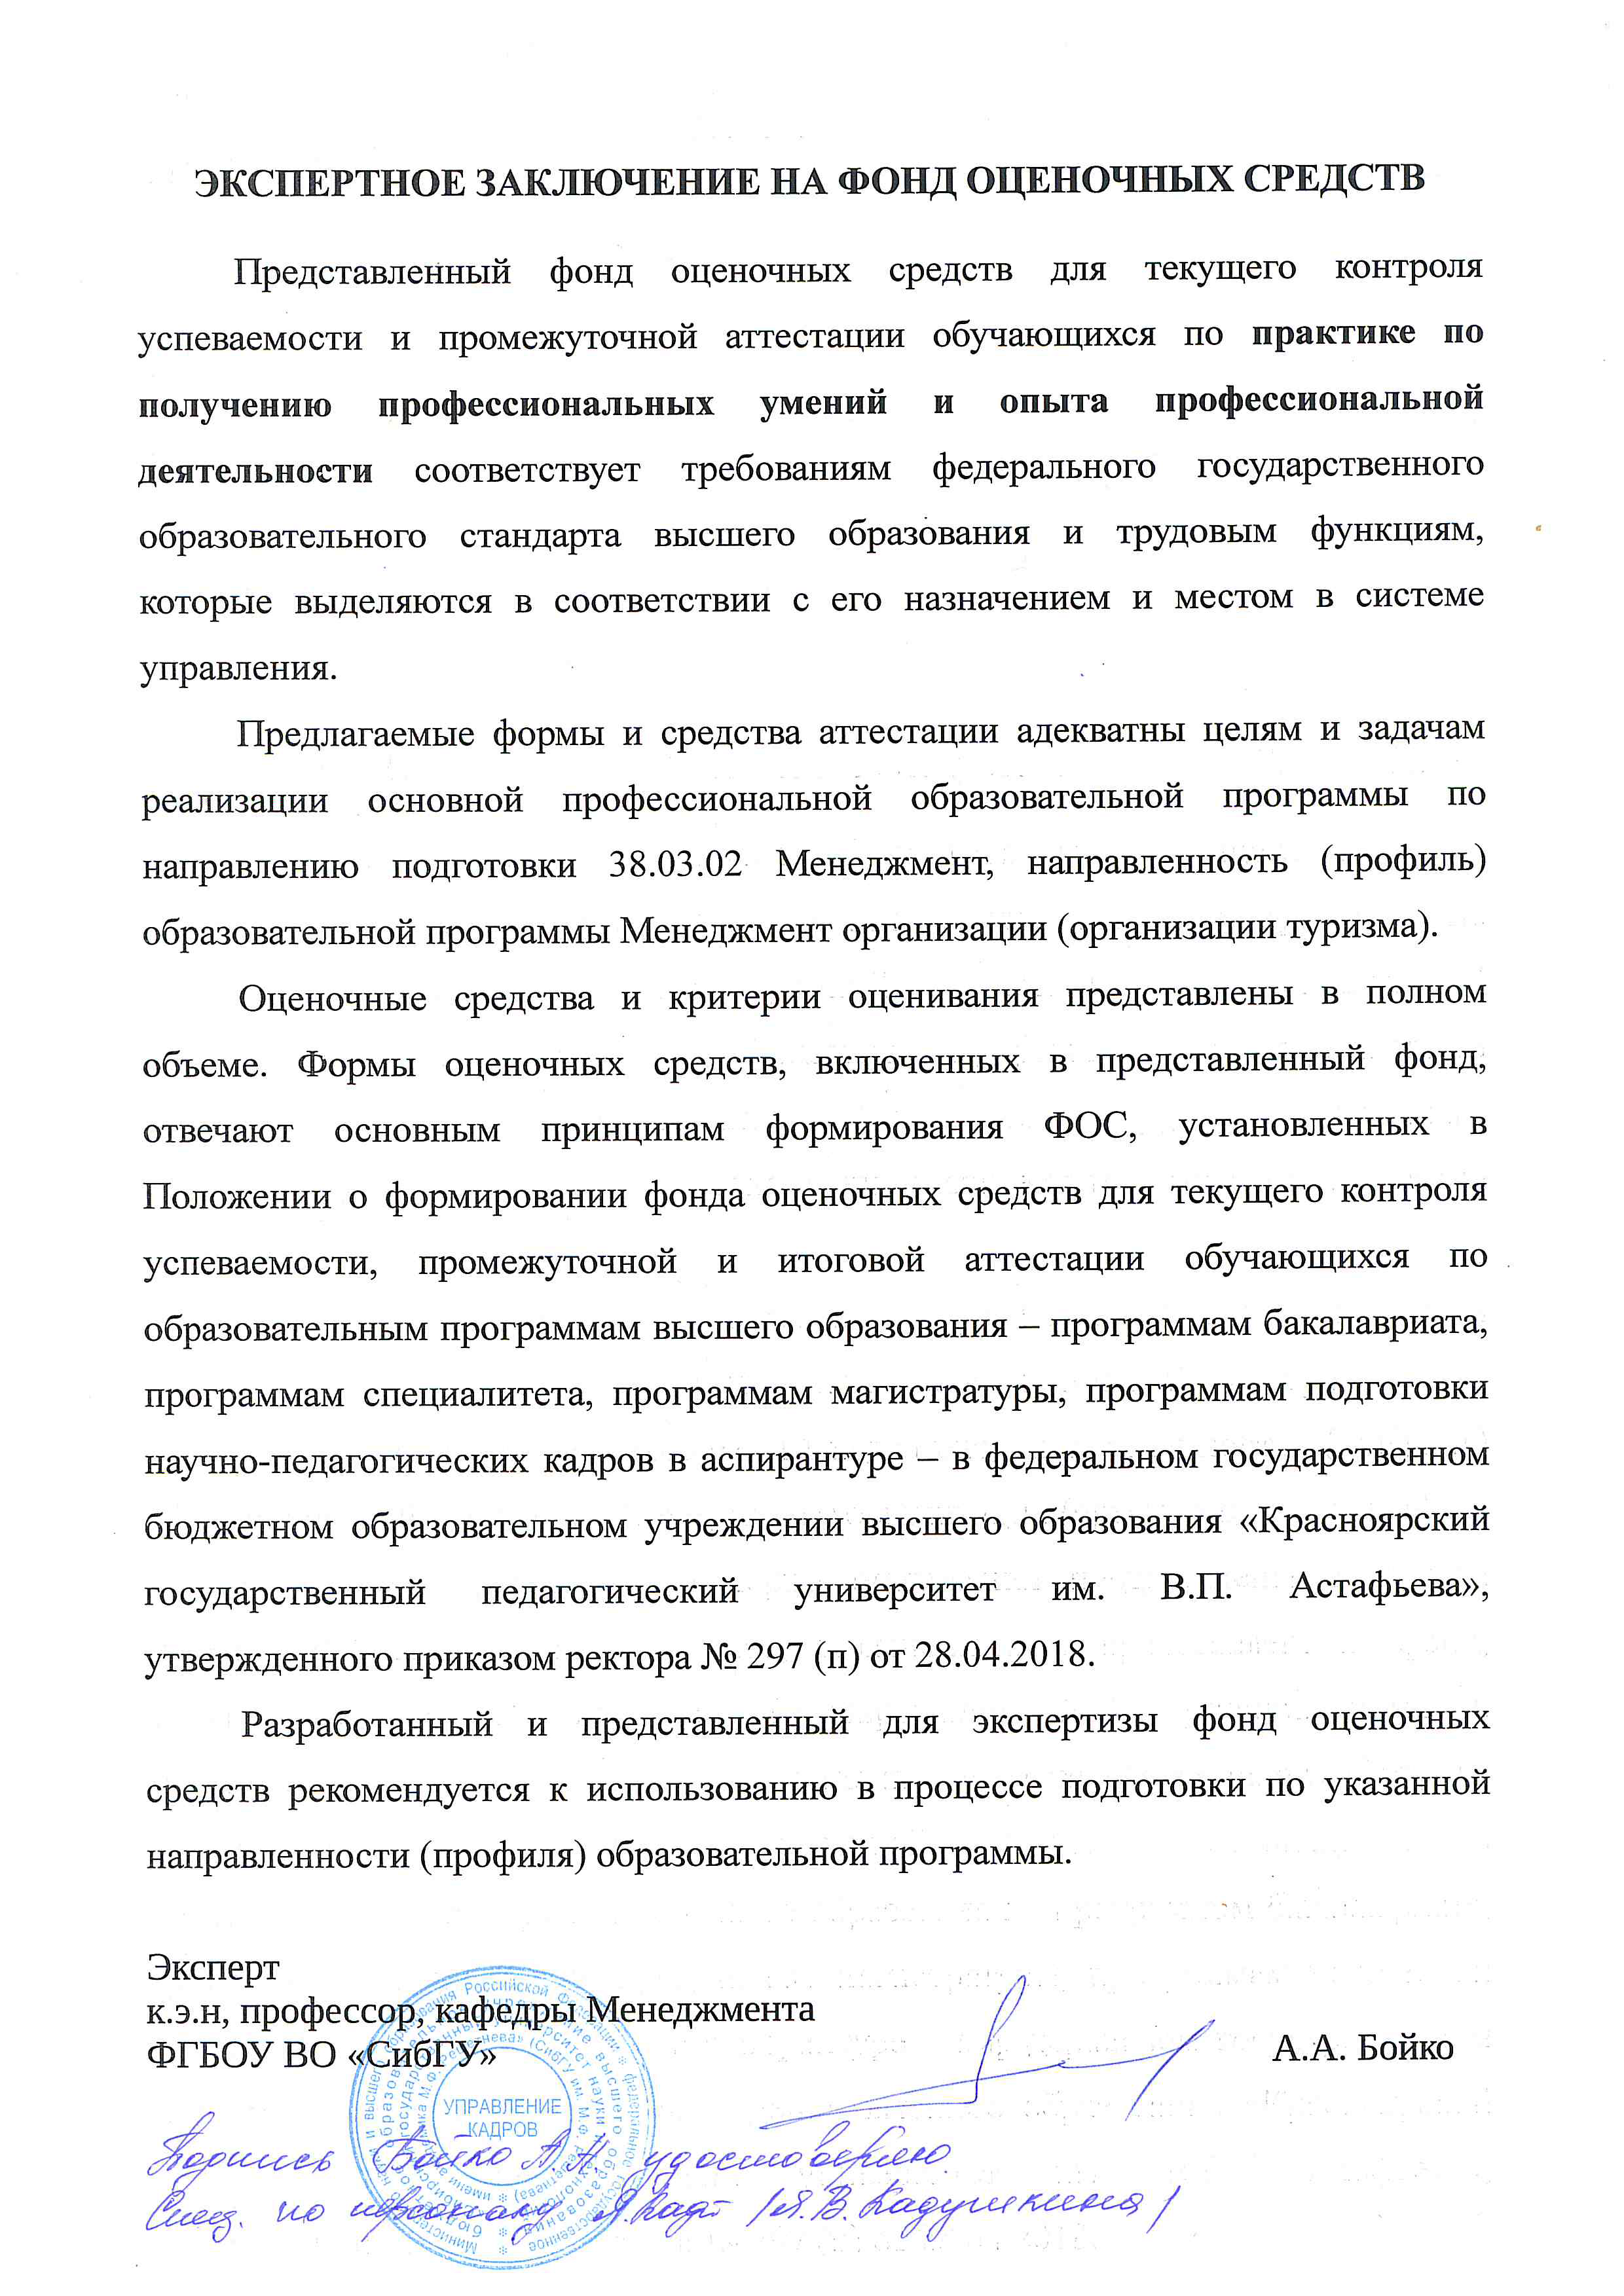 ЭКСПЕРТНОЕ ЗАКЛЮЧЕНИЕ НА ФОНД ОЦЕНОЧНЫХ СРЕДСТВ
Представленный фонд оценочных средств для текущего контроля
успеваемости и промежуточной аттестации обучающихся по практике по
получению профессиональных умений и опыта профессиональной
деятельности соответствует требованиям федерального государственного
образовательного стандарта высшего образования и трудовым функциям,
которые выделяются в соответствии с его назначением и местом в системе
управления.
Предлагаемые формы и средства аттестации адекватны целям и задачам
реализации основной профессиональной образовательной программы по
направлению подготовки 38.03.02 Менеджмент, направленность (профиль)
образовательной программы Менеджмент организации (организации туризма).
Оценочные средства и критерии оценивания представлены в полном
объеме. Формы оценочных средств, включенных в представленный фонд,
отвечают основным принципам формирования ФОС, установленных в
Положении о формировании фонда оценочных средств для текущего контроля
успеваемости, промежуточной и итоговой аттестации обучающихся по
образовательным программам высшего образования – программам бакалавриата,
программам специалитета, программам магистратуры, программам подготовки
научно-педагогических кадров в аспирантуре – в федеральном государственном
бюджетном образовательном учреждении высшего образования «Красноярский
государственный педагогический университет им. В.П. Астафьева»,
утвержденного приказом ректора № 297 (п) от 28.04.2018.
Разработанный и представленный для экспертизы фонд оценочных
средств рекомендуется к использованию в процессе подготовки по указанной
направленности (профиля) образовательной программы.
Эксперт
к.э.н, профессор, кафедры Менеджмента
ФГБОУ ВО «СибГУ»
А.А. Бойко
УПРАВЛЕНИЕ
КАДРОВ
Подпись Бойко А.А. удостоверяю
Спец. по персоналу